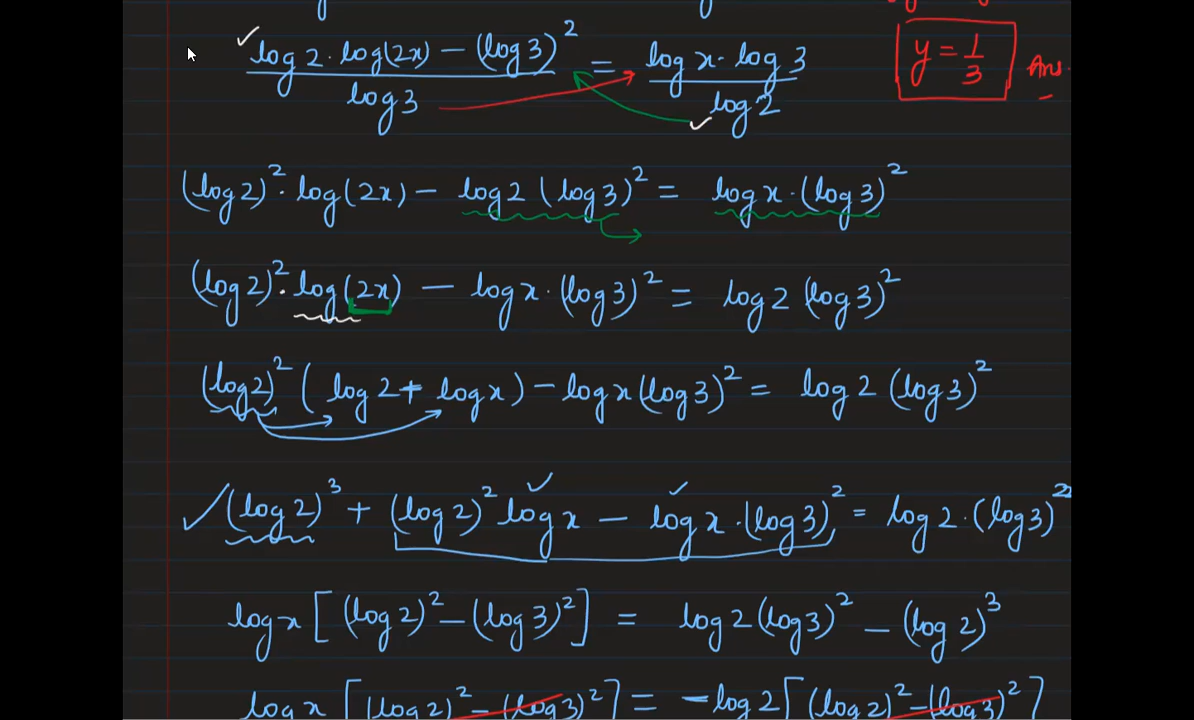 (log 2 · log(2x) – (log 3)²) / log 3 = (log x · log 3) / log 2
y = 1/3 Ans.
(log 2)² · log(2x) – log 2 (log 3)² = log x · (log 3)²
(log 2)² · log(2x) – log x · (log 3)² = log 2 (log 3)²
(log 2)² (log 2 + log x) – log x (log 3)² = log 2 (log 3)²
(log 2)³ + (log 2)² log x – log x · (log 3)² = log 2 · (log 3)²
log x [(log 2)² – (log 3)²] = log 2 (log 3)² – (log 2)³
log x [(log 2)² – (log 3)²] = – log 2 [(log 2)² – (log 3)²]